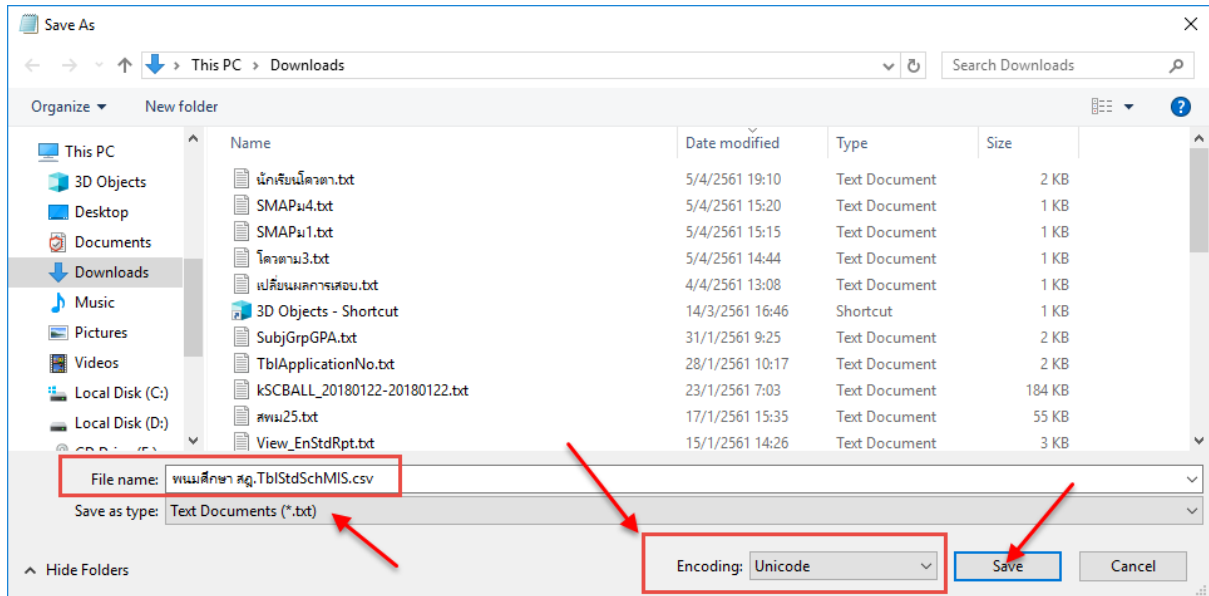 Save As
This PC > Downloads
Search Downloads
Organize
New folder
Name Date modified Type Size
This PC
3D Objects
Desktop
Documents
Downloads
Music
Pictures
Videos
Local Disk (C:)
Local Disk (D:)
นักเรียนโควตา.txt 5/4/2561 19:10 Text Document 2 KB
SMAPม4.txt 5/4/2561 15:20 Text Document 1 KB
SMAPม1.txt 5/4/2561 15:15 Text Document 1 KB
โควตาม3.txt 5/4/2561 14:44 Text Document 1 KB
เปลี่ยนผลการเสอบ.txt 4/4/2561 13:08 Text Document 1 KB
3D Objects - Shortcut 14/3/2561 16:46 Shortcut 1 KB
SubjGrpGPA.txt 31/1/2561 9:25 Text Document 2 KB
TblApplicationNo.txt 28/1/2561 10:17 Text Document 2 KB
kSCBALL_20180122-20180122.txt 23/1/2561 7:03 Text Document 184 KB
สพม25.txt 17/1/2561 15:35 Text Document 55 KB
View_EnStdRpt.txt 15/1/2561 14:26 Text Document 3 KB
File name: พนมศึกษา สฎ.TblStdSchMIS.csv
Save as type: Text Documents (*.txt)
Hide Folders
Encoding: Unicode
Save
Cancel